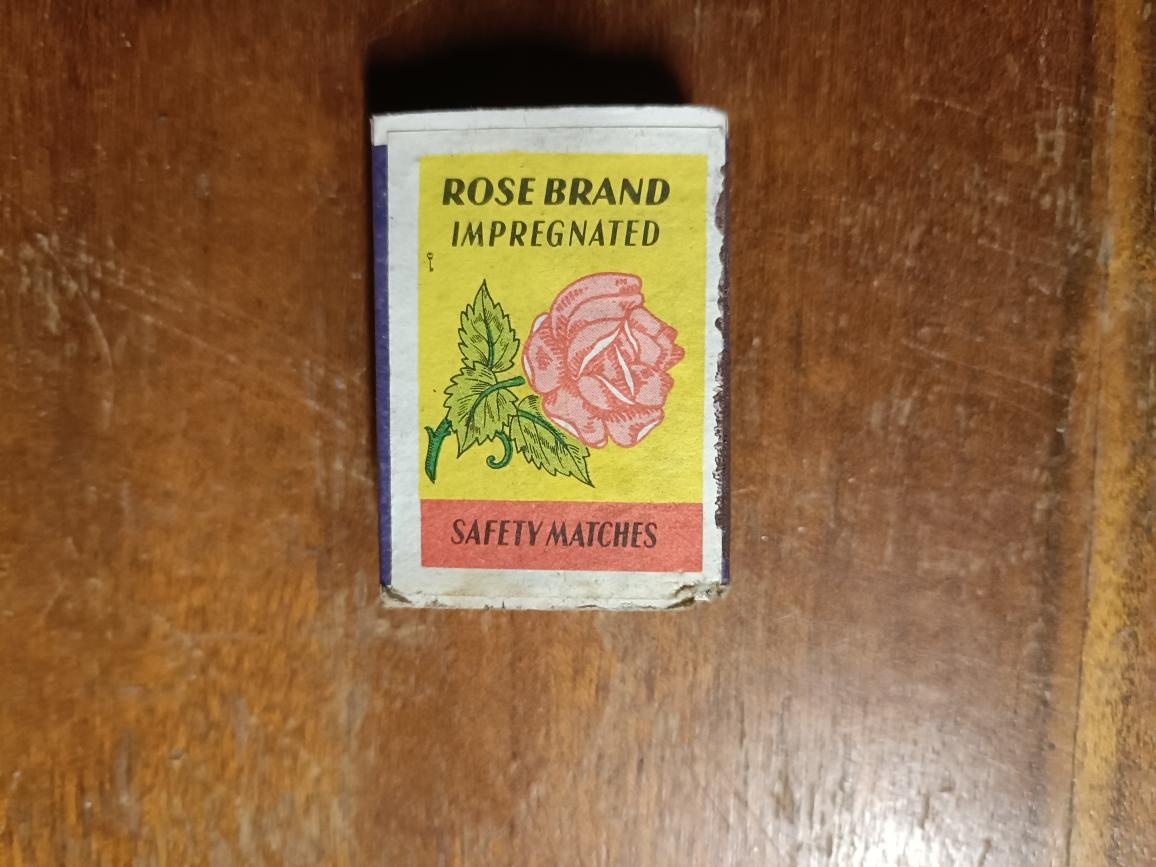 ROSE BRAND
IMPREGNATED
SAFETY MATCHES